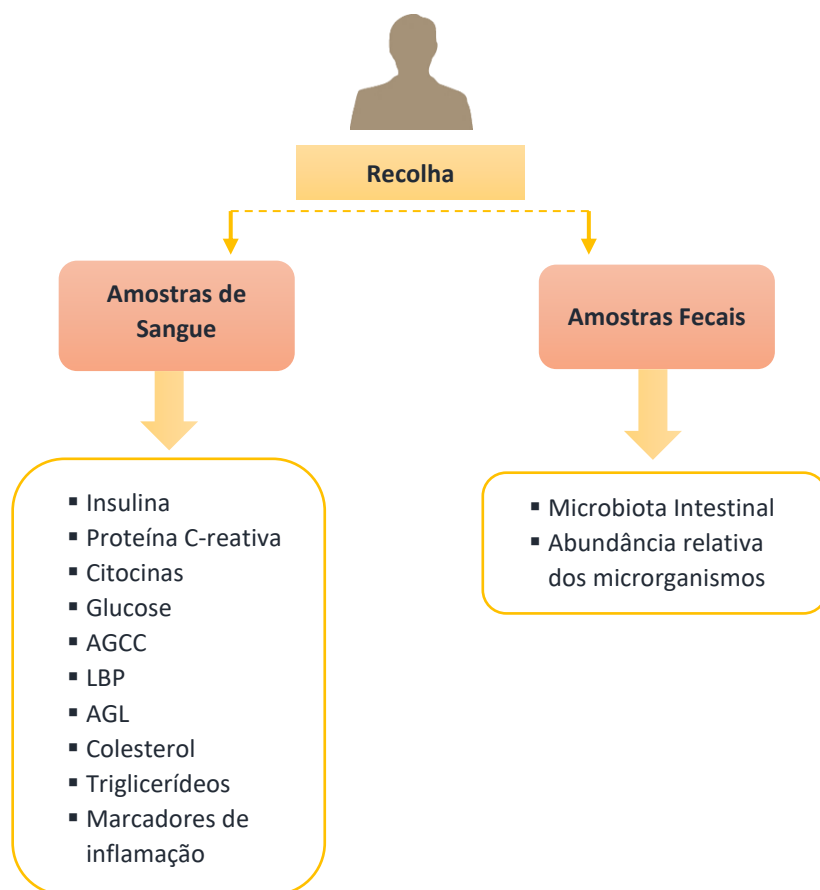 Recolha
Amostras de
Sangue
Amostras Fecais
▪ Insulina
▪ Proteína C-reativa
▪ Citocinas
▪ Glucose
▪ AGCC
▪ LBP
▪ AGL
▪ Colesterol
▪ Triglicerídeos
▪ Marcadores de
inflamação
▪ Microbiota Intestinal
▪ Abundância relativa
dos microrganismos